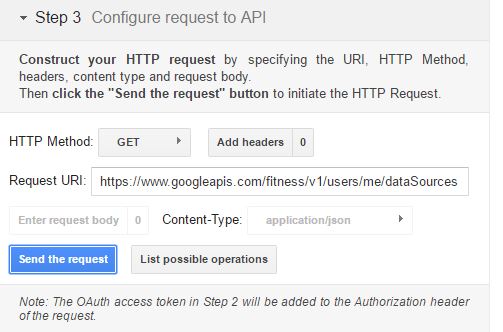 Step 3 Configure request to API
Construct your HTTP request by specifying the URI, HTTP Method,
headers, content type and request body.
Then click the "Send the request" button to initiate the HTTP Request.
HTTP Method: GET Add headers 0
Request URI: https://www.googleapis.com/fitness/v1/users/me/dataSources
Enter request body 0 Content-Type: application/json
Send the request List possible operations
Note: The OAuth access token in Step 2 will be added to the Authorization header
of the request.